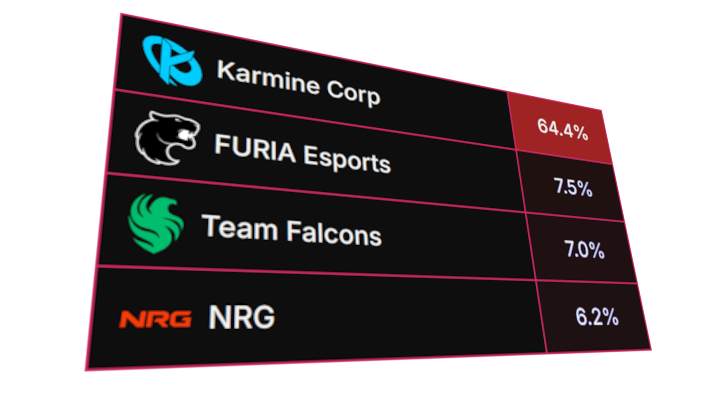 Karmine Corp 64.4%
FURIA Esports 7.5%
Team Falcons 7.0%
NRG NRG 6.2%